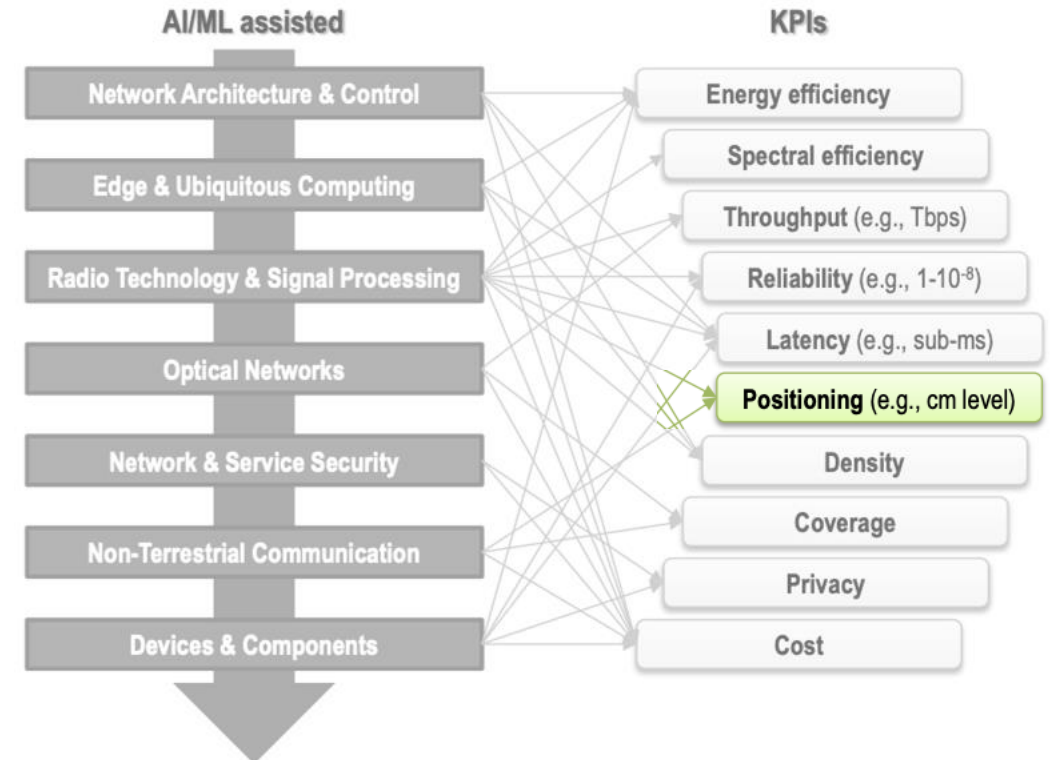 AI/ML assisted
KPIs
Network Architecture & Control
Edge & Ubiquitous Computing
Radio Technology & Signal Processing
Optical Networks
Network & Service Security
Non-Terrestrial Communication
Devices & Components
Energy efficiency
Spectral efficiency
Throughput (e.g., Tbps)
Reliability (e.g., 1-10⁻⁸)
Latency (e.g., sub-ms)
Positioning (e.g., cm level)
Density
Coverage
Privacy
Cost